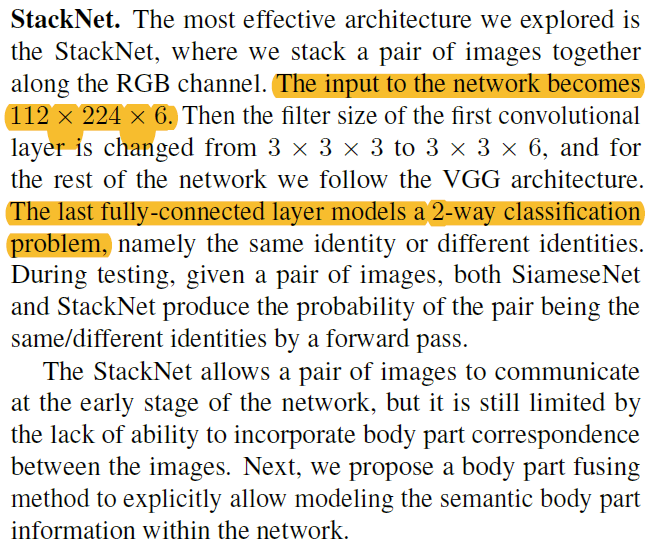 StackNet. The most effective architecture we explored is
the StackNet, where we stack a pair of images together
along the RGB channel. The input to the network becomes
112 × 224 × 6. Then the filter size of the first convolutional
layer is changed from 3 × 3 × 3 to 3 × 3 × 6, and for
the rest of the network we follow the VGG architecture.
The last fully-connected layer models a 2-way classification
problem, namely the same identity or different identities.
During testing, given a pair of images, both SiameseNet
and StackNet produce the probability of the pair being the
same/different identities by a forward pass.
The StackNet allows a pair of images to communicate
at the early stage of the network, but it is still limited by
the lack of ability to incorporate body part correspondence
between the images. Next, we propose a body part fusing
method to explicitly allow modeling the semantic body part
information within the network.